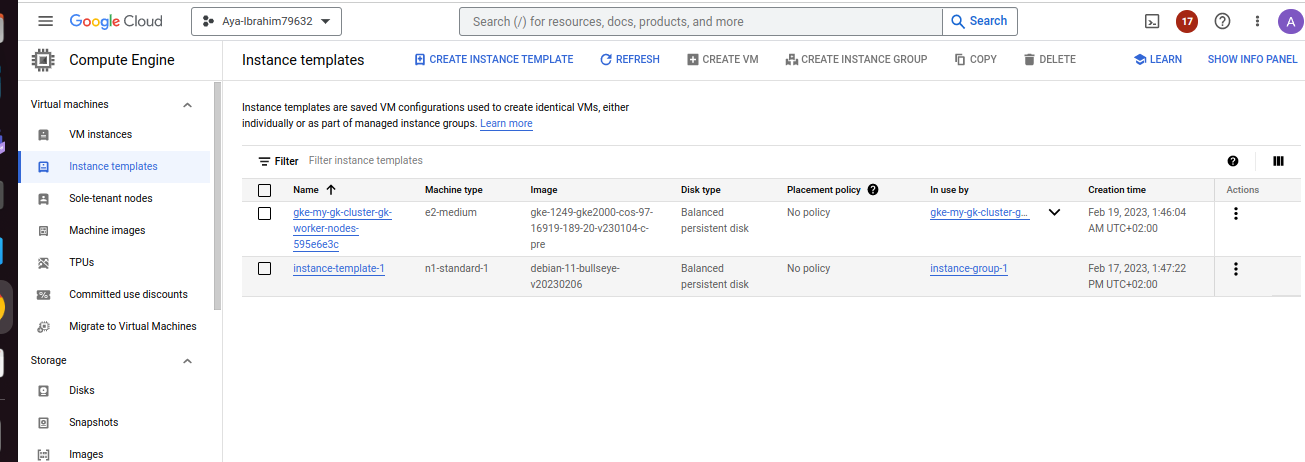 Google Cloud
Aya-Ibrahim79632
Search (/) for resources, docs, products, and more
Search
17
A
Compute Engine
Instance templates
CREATE INSTANCE TEMPLATE
REFRESH
CREATE VM
CREATE INSTANCE GROUP
COPY
DELETE
LEARN
SHOW INFO PANEL
Virtual machines
VM instances
Instance templates
Sole-tenant nodes
Machine images
TPUs
Committed use discounts
Migrate to Virtual Machines
Storage
Disks
Snapshots
Images
Instance templates are saved VM configurations used to create identical VMs, either
individually or as part of managed instance groups. Learn more
Filter Filter instance templates
Name Machine type Image Disk type Placement policy In use by Creation time Actions
gke-my-gk-cluster-gk- e2-medium gke-1249-gke2000-cos-97- Balanced No policy gke-my-gk-cluster-g... Feb 19, 2023, 1:46:04
worker-nodes- 16919-189-20-v230104-c- persistent disk AM UTC+02:00
595e6e3c pre
instance-template-1 n1-standard-1 debian-11-bullseye- Balanced No policy instance-group-1 Feb 17, 2023, 1:47:22
v20230206 persistent disk PM UTC+02:00